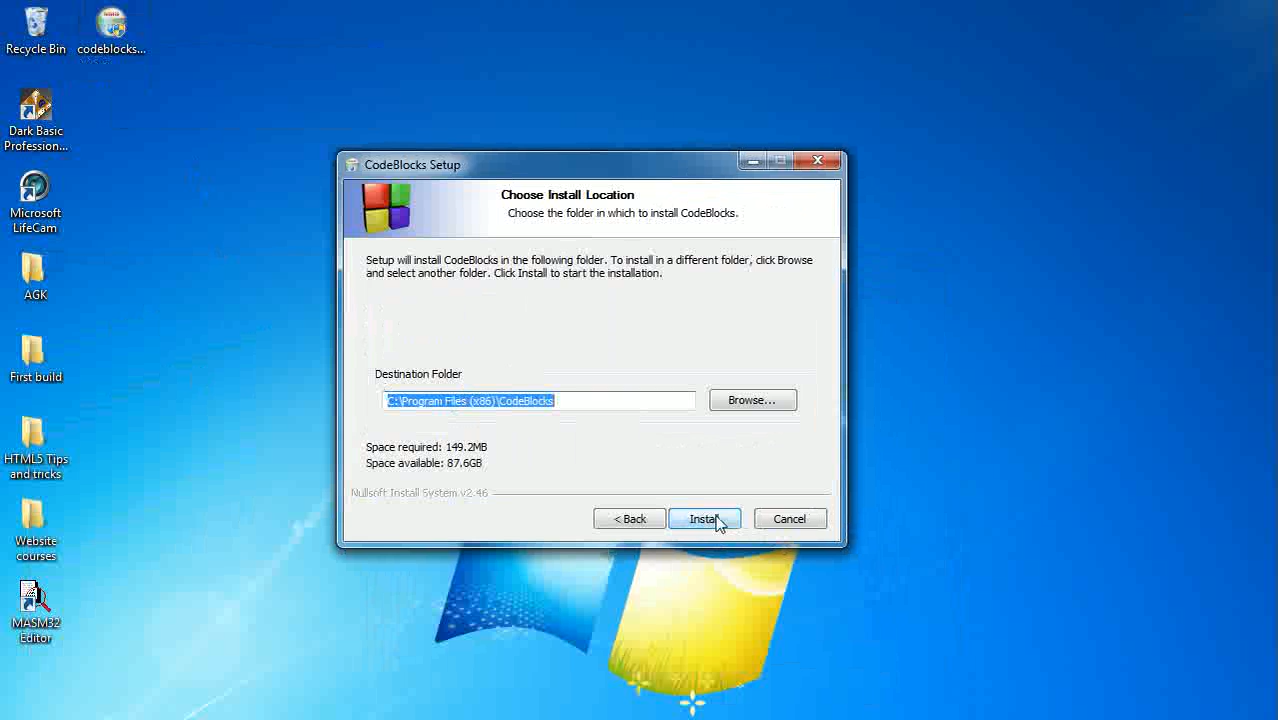 Recycle Bin
codeblocks...
Dark Basic
Profession...
Microsoft
LifeCam
AGK
First build
HTML5 Tips
and tricks
Website
courses
MASM32
Editor
CodeBlocks Setup
Choose Install Location
Choose the folder in which to install CodeBlocks.
Setup will install CodeBlocks in the following folder. To install in a different folder, click Browse
and select another folder. Click Install to start the installation.
Destination Folder
C:\Program Files (x86)\CodeBlocks
Browse...
Space required: 149.2MB
Space available: 87.6GB
Nullsoft Install System v2.46
< Back
Install
Cancel